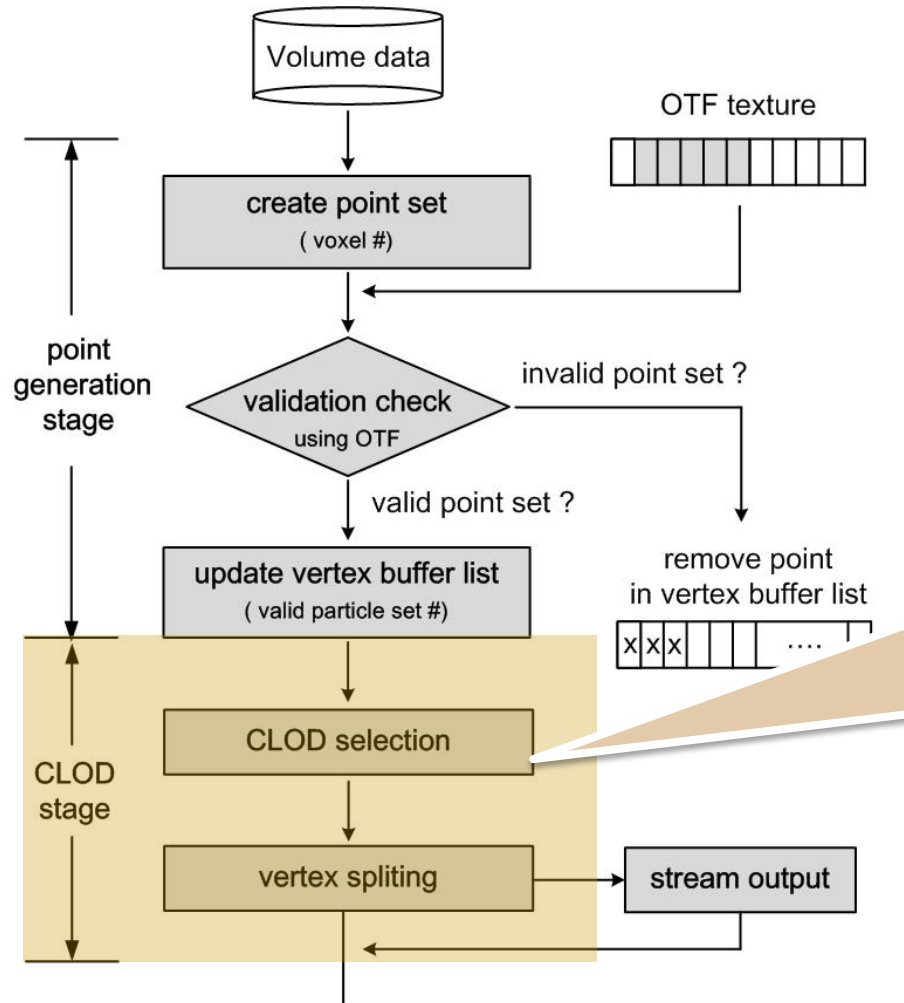 Volume data
OTF texture
create point set
( voxel #)
point
generation
stage
invalid point set ?
validation check
using OTF
valid point set ?
update vertex buffer list
( valid particle set #)
remove point
in vertex buffer list
x x x ....
CLOD selection
CLOD
stage
vertex spliting
stream output